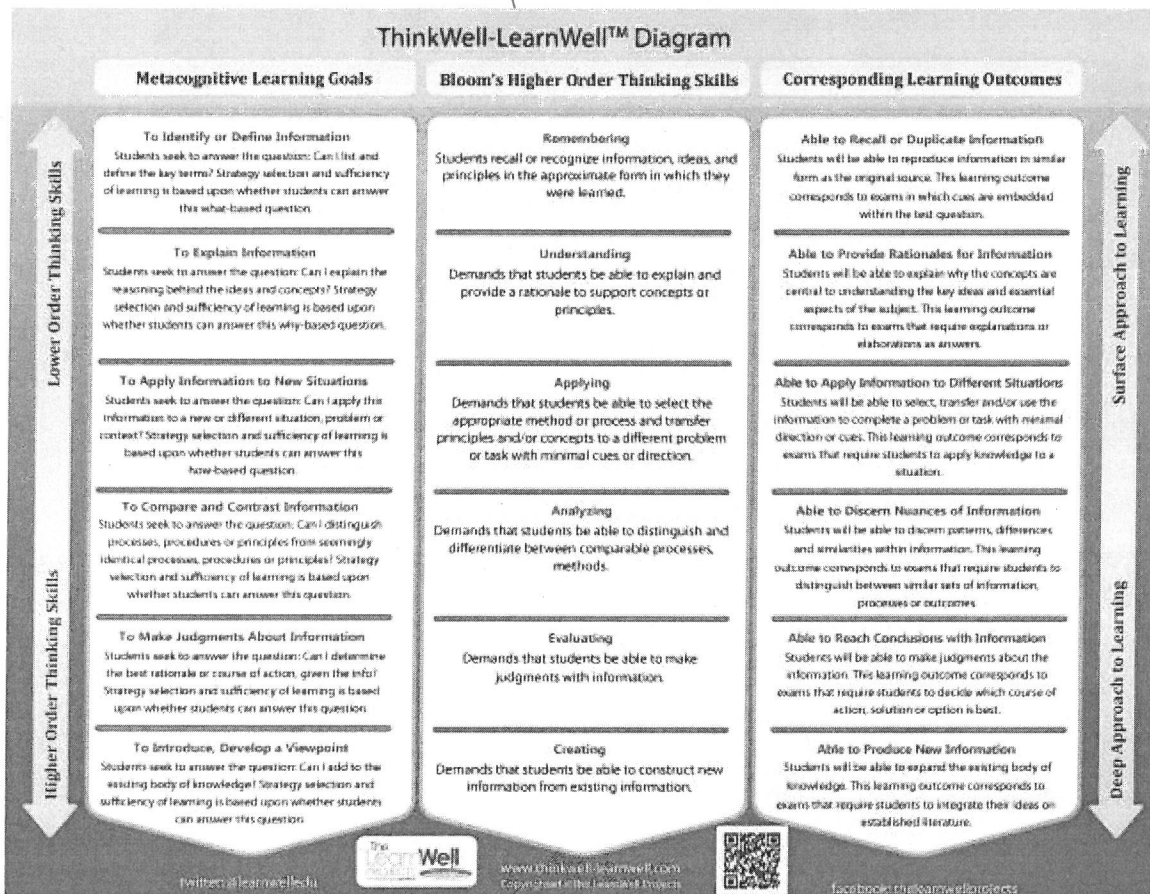 ThinkWell-LearnWell™ Diagram
Metacognitive Learning Goals
Bloom's Higher Order Thinking Skills
Corresponding Learning Outcomes
Lower Order Thinking Skills
Higher Order Thinking Skills
To Identify or Define Information
Students seek to answer the question: Can I list and
define the key terms? Strategy selection and sufficiency
of learning is based upon whether students can answer
this what-based question.
To Explain Information
Students seek to answer the question: Can I explain the
reasoning behind the ideas and concepts? Strategy
selection and sufficiency of learning is based upon
whether students can answer this why-based question.
To Apply Information to New Situations
Students seek to answer the question: Can I apply this
information to a new or different situation, problem or
context? Strategy selection and sufficiency of learning is
based upon whether students can answer this
how-based question.
To Compare and Contrast Information
Students seek to answer the question: Can I distinguish
processes, procedures or principles from seemingly
identical processes, procedures or principles? Strategy
selection and sufficiency of learning is based upon
whether students can answer this question.
To Make Judgments About Information
Students seek to answer the question: Can I determine
the best rationale or course of action, given the info?
Strategy selection and sufficiency of learning is based
upon whether students can answer this question.
To Introduce, Develop a Viewpoint
Students seek to answer the question: Can I add to the
existing body of knowledge? Strategy selection and
sufficiency of learning is based upon whether students
can answer this question.
Remembering
Students recall or recognize information, ideas, and
principles in the approximate form in which they
were learned.
Understanding
Demands that students be able to explain and
provide a rationale to support concepts or
principles.
Applying
Demands that students be able to select the
appropriate method or process and transfer
principles and/or concepts to a different problem
or task with minimal cues or direction.
Analyzing
Demands that students be able to distinguish and
differentiate between comparable processes,
methods.
Evaluating
Demands that students be able to make
judgments with information.
Creating
Demands that students be able to construct new
information from existing information.
Able to Recall or Duplicate Information
Students will be able to reproduce information in similar
form as the original source. This learning outcome
corresponds to exams in which cues are embedded
within the test question.
Able to Provide Rationales for Information
Students will be able to explain why the concepts are
central to understanding the key ideas and essential
aspects of the subject. This learning outcome
corresponds to exams that require explanations or
elaborations as answers.
Able to Apply Information to Different Situations
Students will be able to select, transfer and/or use the
information to complete a problem or task with minimal
direction or cues. This learning outcome corresponds to
exams that require students to apply knowledge to a
situation.
Able to Discern Nuances of Information
Students will be able to discern patterns, differences
and similarities within information. This learning
outcome corresponds to exams that require students to
distinguish between similar sets of information,
processes or outcomes.
Able to Reach Conclusions with Information
Students will be able to make judgments about the
information. This learning outcome corresponds to
exams that require students to decide which course of
action, solution or option is best.
Able to Produce New Information
Students will be able to expand the existing body of
knowledge. This learning outcome corresponds to
exams that require students to integrate their ideas on
established literature.
Surface Approach to Learning
Deep Approach to Learning
The
LearnWell
twitter: @learnwelledu
www.thinkwell-learnwell.com
Copyright of the LearnWell Projects
facebook: thelearnwellprojects